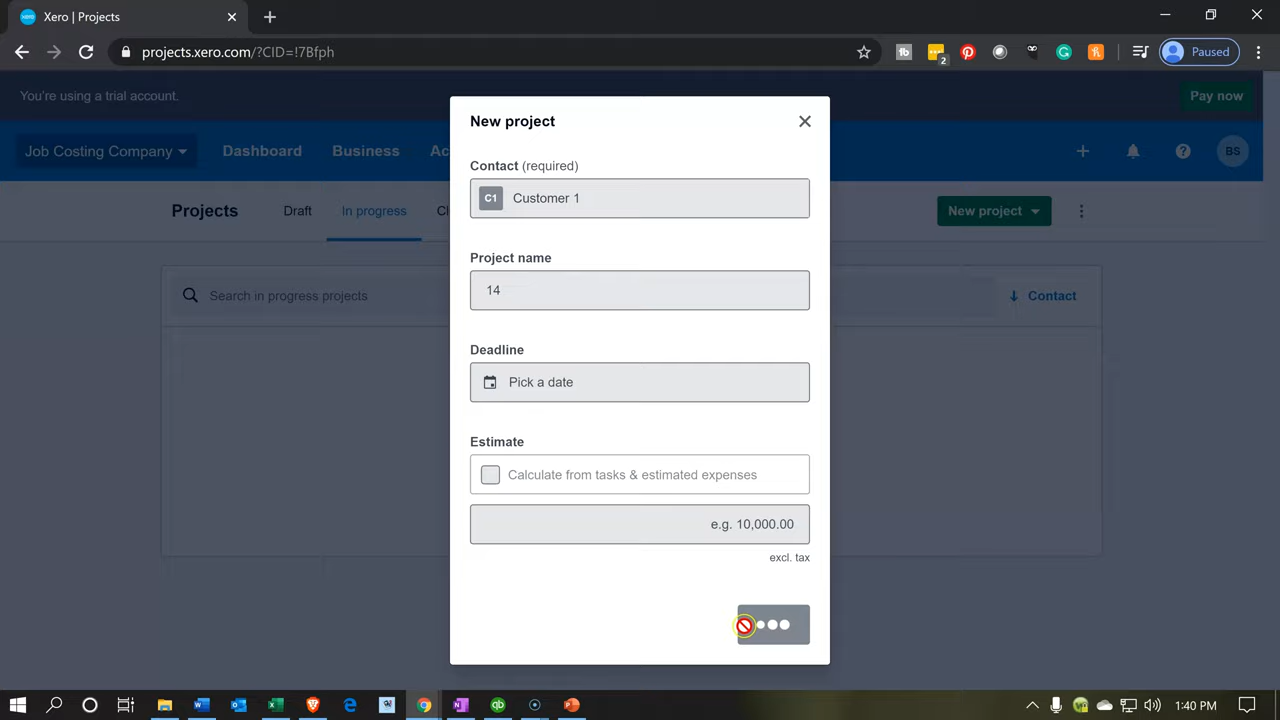 Xero | Projects
projects.xero.com/?CID=!7Bfph
2
Paused
You're using a trial account.
Pay now
Job Costing Company
Dashboard
Business
Ac
BS
Projects
Draft
In progress
Cl
New project
Search in progress projects
Contact
New project
Contact (required)
C1 Customer 1
Project name
14
Deadline
Pick a date
Estimate
Calculate from tasks & estimated expenses
e.g. 10,000.00
excl. tax
1:40 PM